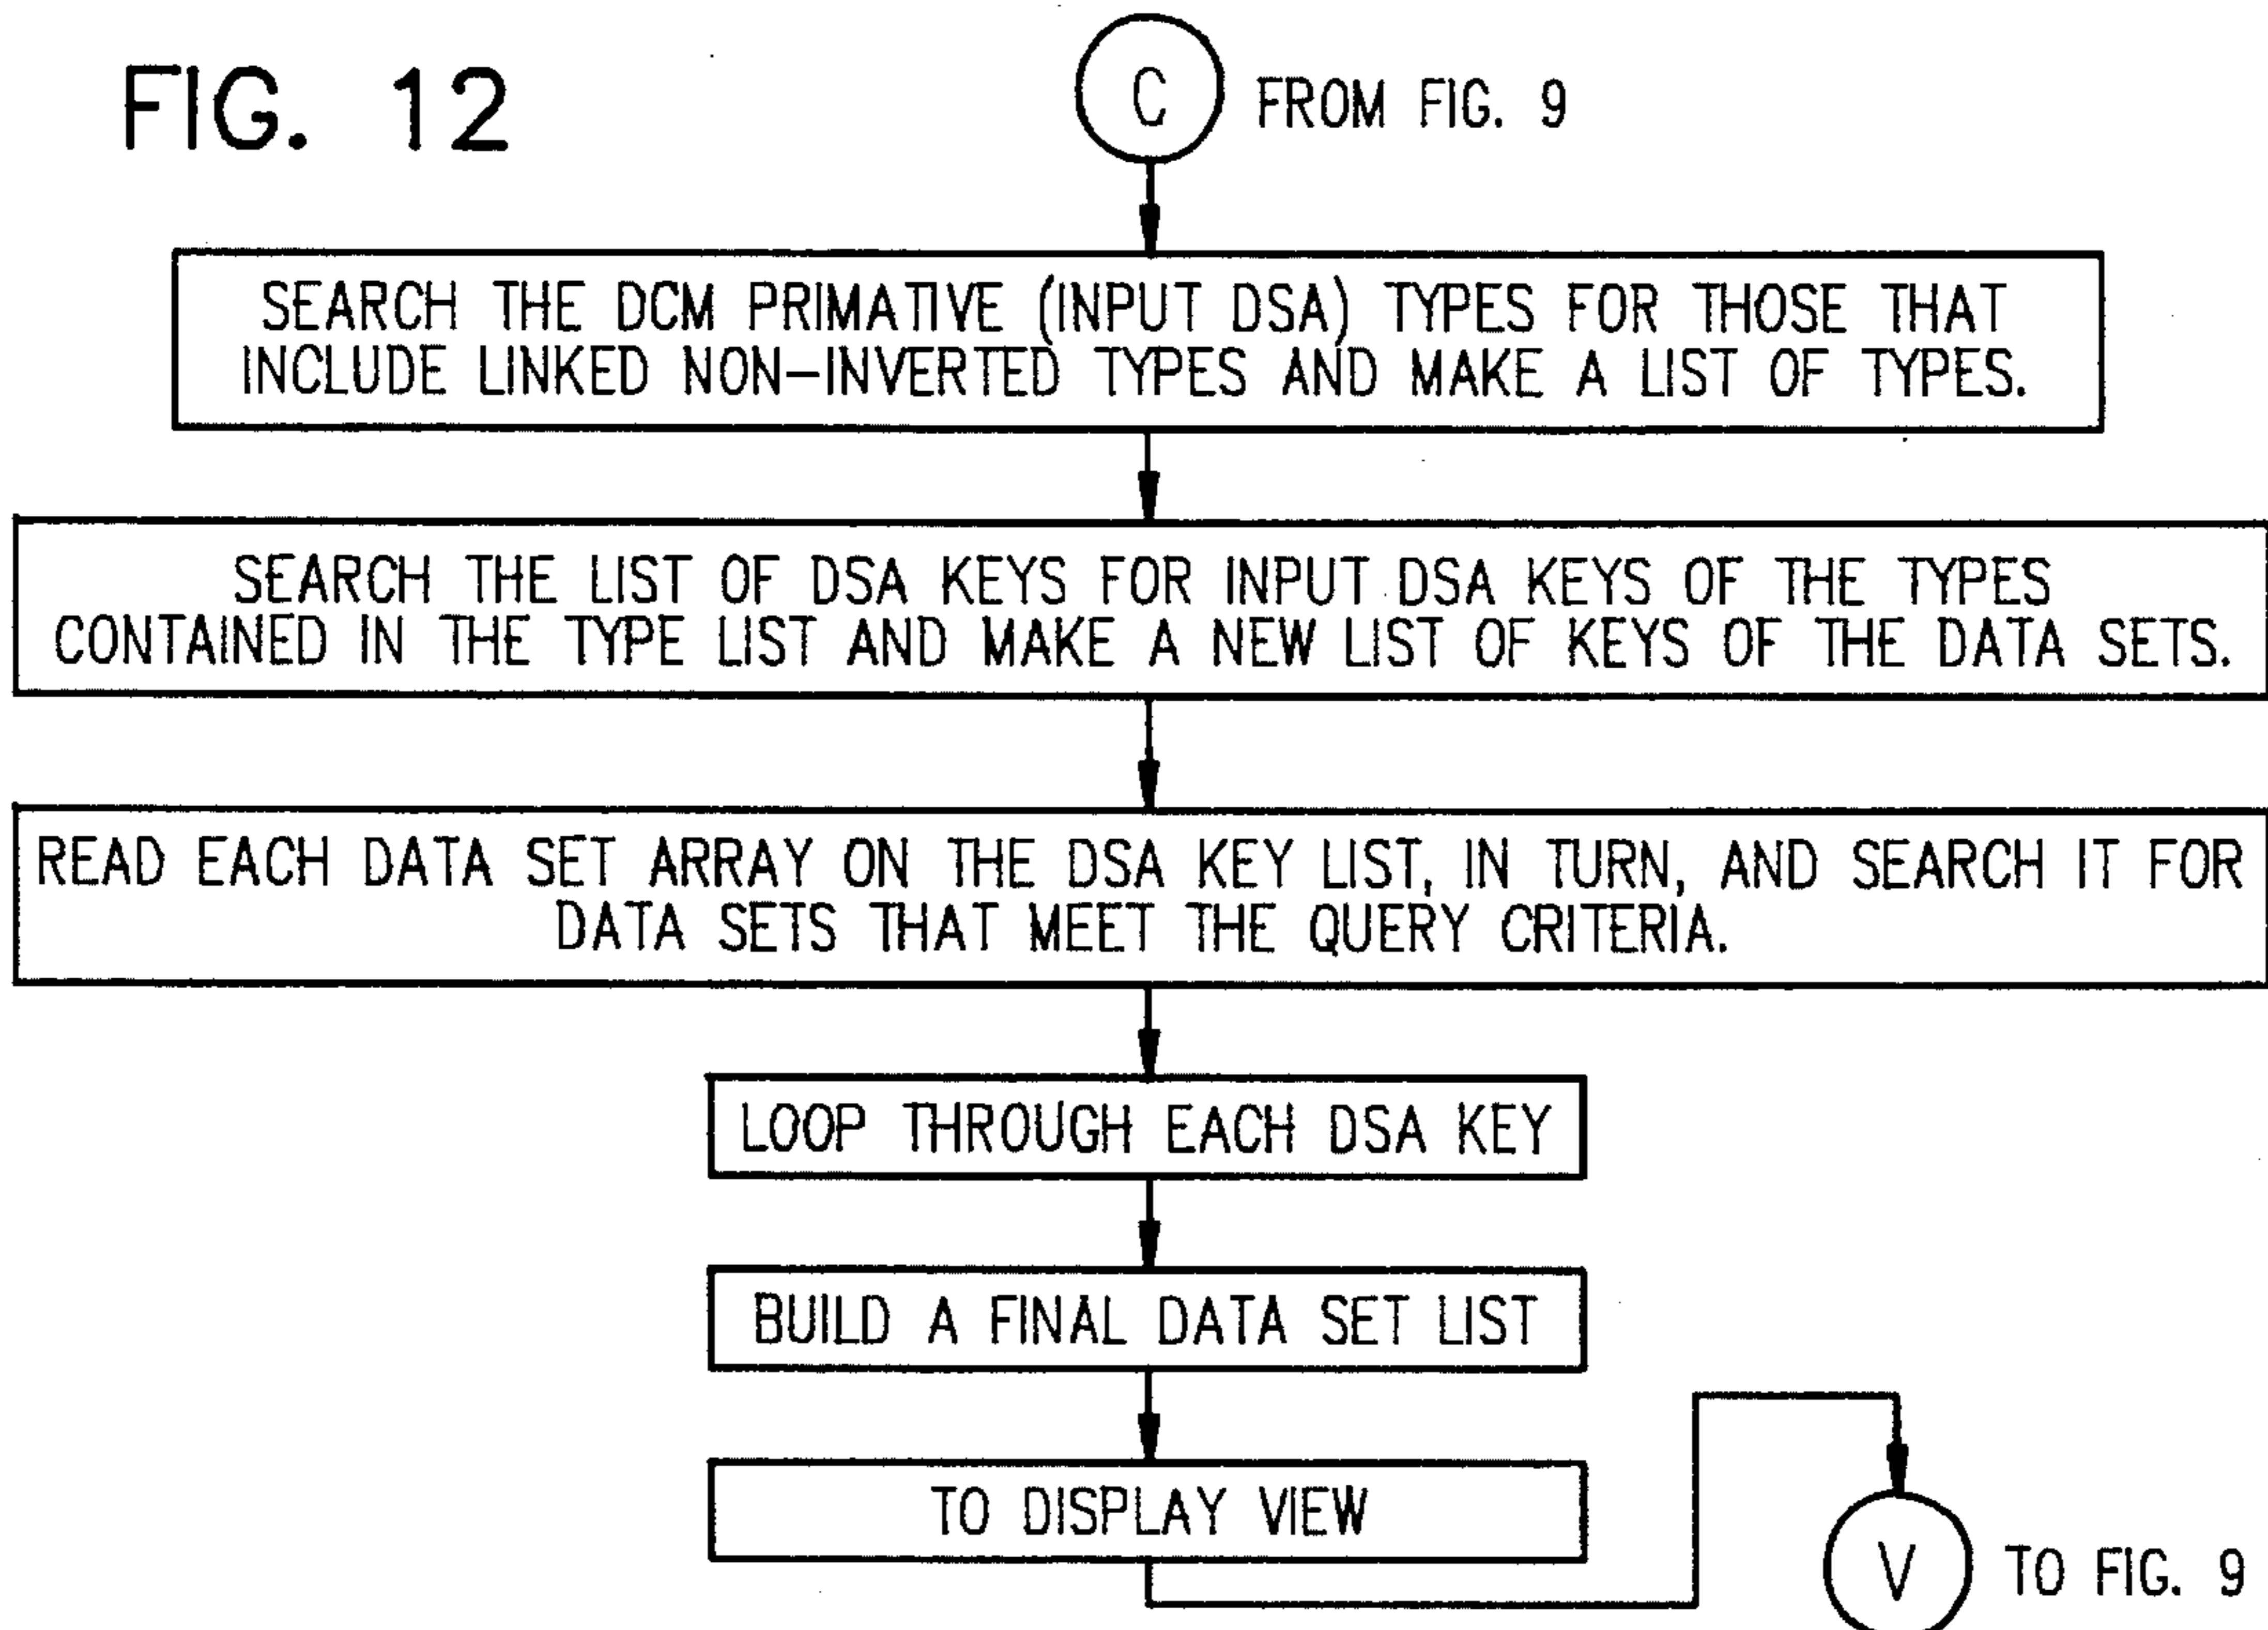 FIG. 12
C FROM FIG. 9
SEARCH THE DCM PRIMATIVE (INPUT DSA) TYPES FOR THOSE THAT
INCLUDE LINKED NON-INVERTED TYPES AND MAKE A LIST OF TYPES.
SEARCH THE LIST OF DSA KEYS FOR INPUT DSA KEYS OF THE TYPES
CONTAINED IN THE TYPE LIST AND MAKE A NEW LIST OF KEYS OF THE DATA SETS.
READ EACH DATA SET ARRAY ON THE DSA KEY LIST, IN TURN, AND SEARCH IT FOR
DATA SETS THAT MEET THE QUERY CRITERIA.
LOOP THROUGH EACH DSA KEY
BUILD A FINAL DATA SET LIST
TO DISPLAY VIEW
V TO FIG. 9